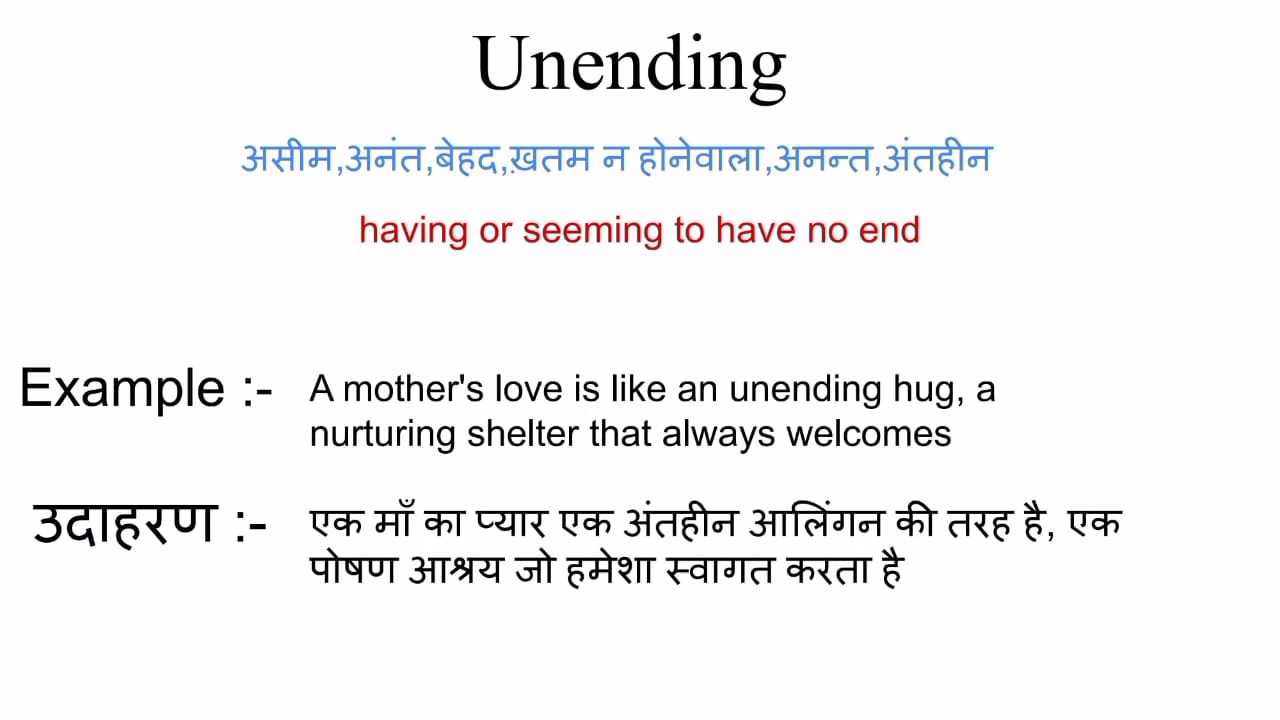 Unending
असीम,अनंत,बेहद,ख़तम न होनेवाला,अनन्त,अंतहीन
having or seeming to have no end
Example :- A mother's love is like an unending hug, a
nurturing shelter that always welcomes
उदाहरण :- एक माँ का प्यार एक अंतहीन आलिंगन की तरह है, एक
पोषण आश्रय जो हमेशा स्वागत करता है